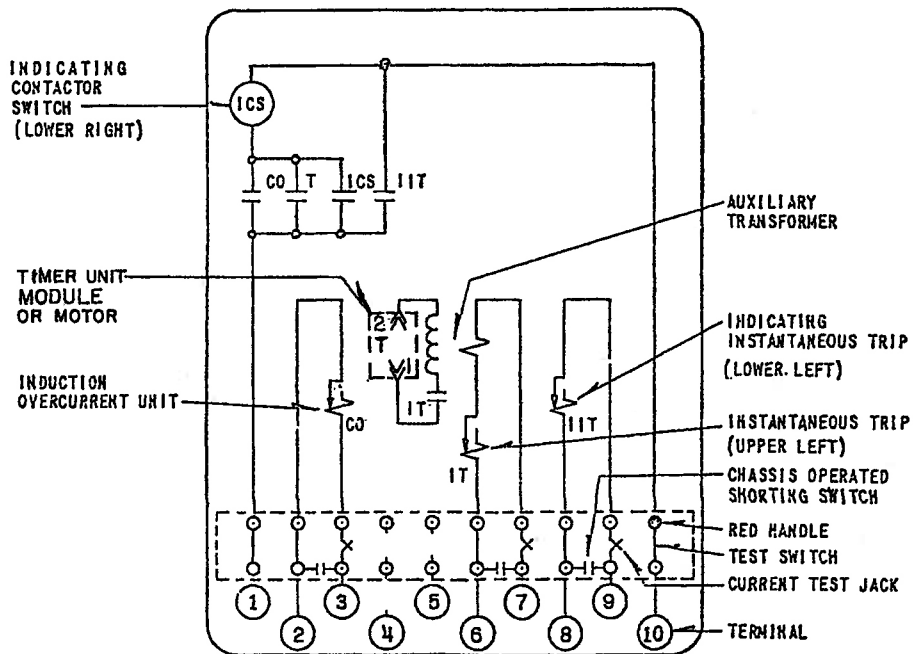 INDICATING
CONTACTOR
SWITCH
(LOWER RIGHT)
ICS
CO T ICS IIT
AUXILIARY
TRANSFORMER
TIMER UNIT
MODULE
OR MOTOR
2
IT
1
IT
INDICATING
INSTANTANEOUS TRIP
(LOWER LEFT)
INDUCTION
OVERCURRENT UNIT
CO
IIT
IT
INSTANTANEOUS TRIP
(UPPER LEFT)
CHASSIS OPERATED
SHORTING SWITCH
RED HANDLE
TEST SWITCH
CURRENT TEST JACK
1 3 5 7 9
2 4 6 8 10
TERMINAL